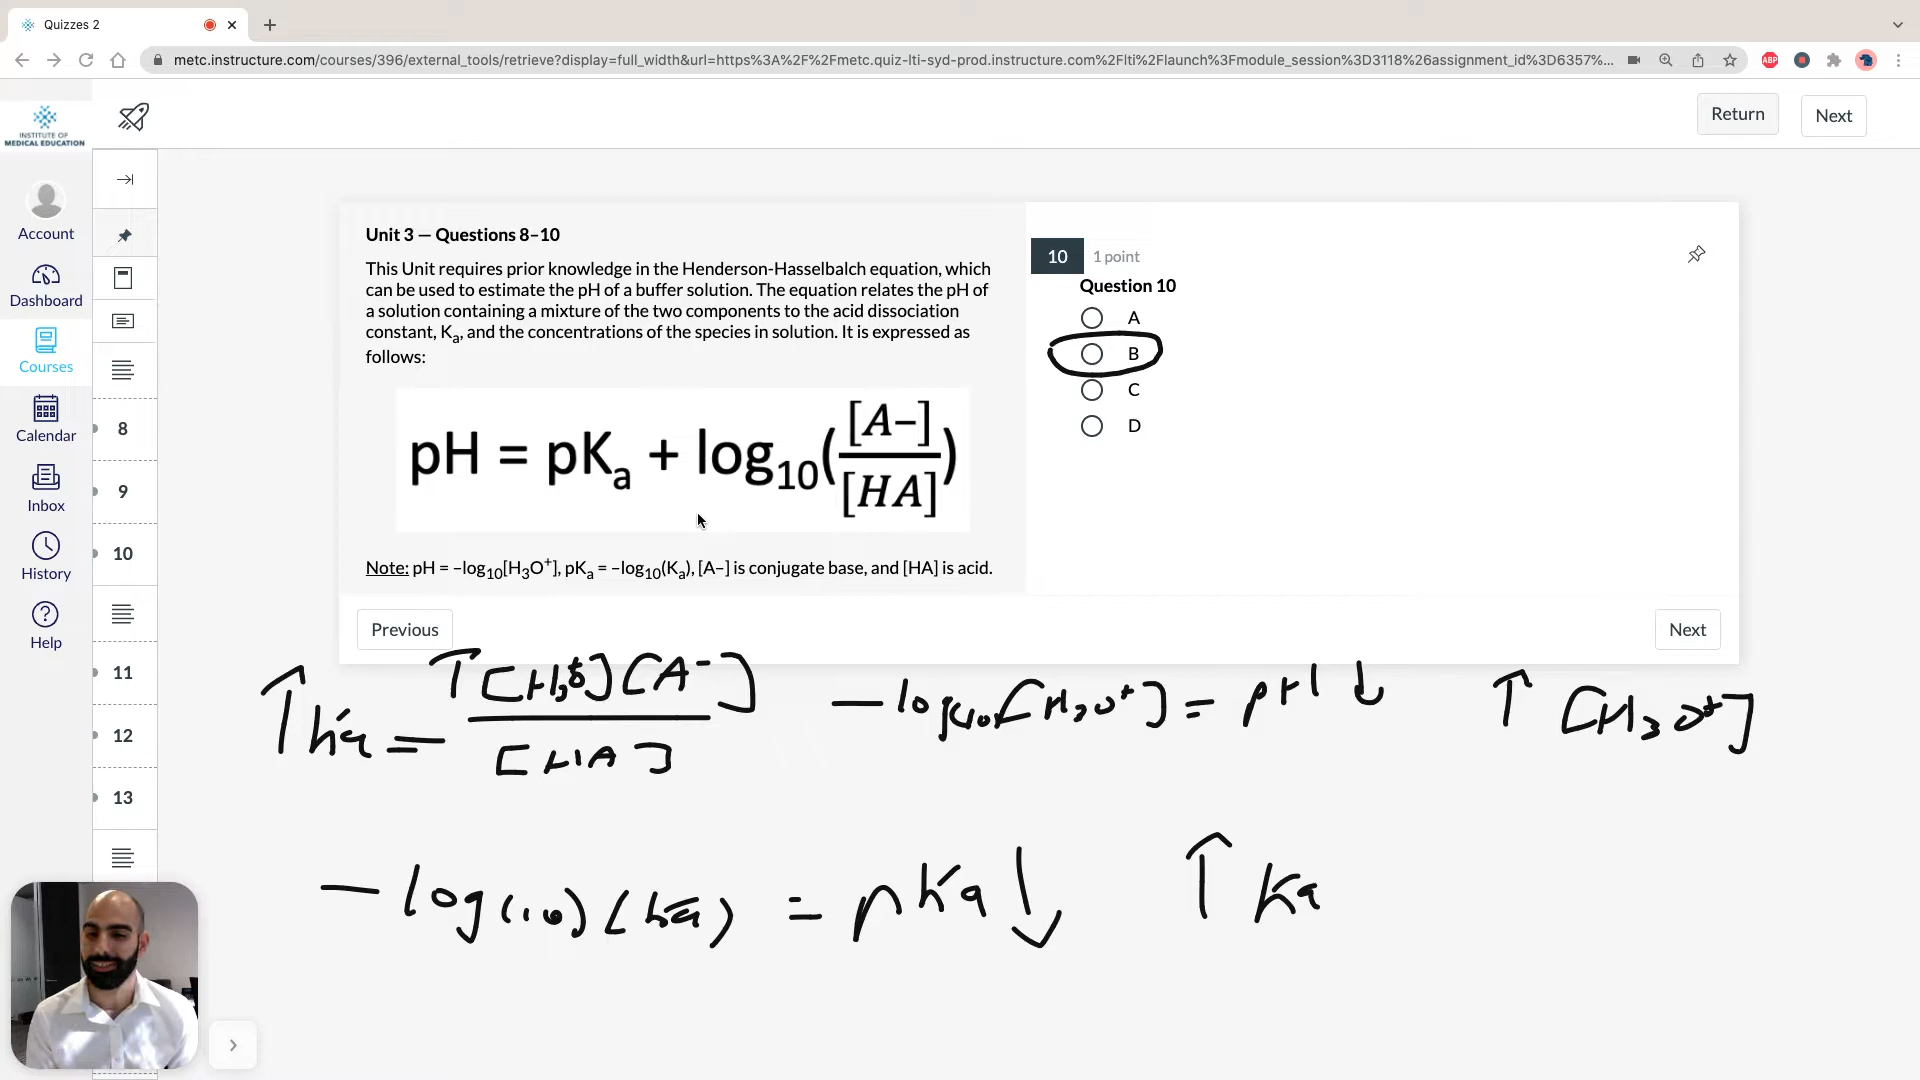 Quizzes 2
metc.instructure.com/courses/396/external_tools/retrieve?display=full_width&url=https%3A%2F%2Fmetc.quiz-lti-syd-prod.instructure.com%2Flti%2Flaunch%3Fmodule_session%3D3118%26assignment_id%3D6357%...
ABP
INSTITUTE OF
MEDICAL EDUCATION
Return
Next
Account
Dashboard
Courses
Calendar
Inbox
History
Help
8
9
10
11
12
13
Unit 3 — Questions 8–10
This Unit requires prior knowledge in the Henderson-Hasselbalch equation, which
can be used to estimate the pH of a buffer solution. The equation relates the pH of
a solution containing a mixture of the two components to the acid dissociation
constant, Kₐ, and the concentrations of the species in solution. It is expressed as
follows:
pH = pKₐ + log₁₀([A−]/[HA])
Note: pH = –log₁₀[H₃O⁺], pKₐ = –log₁₀(Kₐ), [A–] is conjugate base, and [HA] is acid.
10
1 point
Question 10
A
B
C
D
Previous
Next
↑ Ka = ↑[H₃O⁺][A⁻]/[HA]
−log₁₀[H₃O⁺] = pH ↓
↑ [H₃O⁺]
−log(10)(Ka) = pKa ↓
↑ Ka